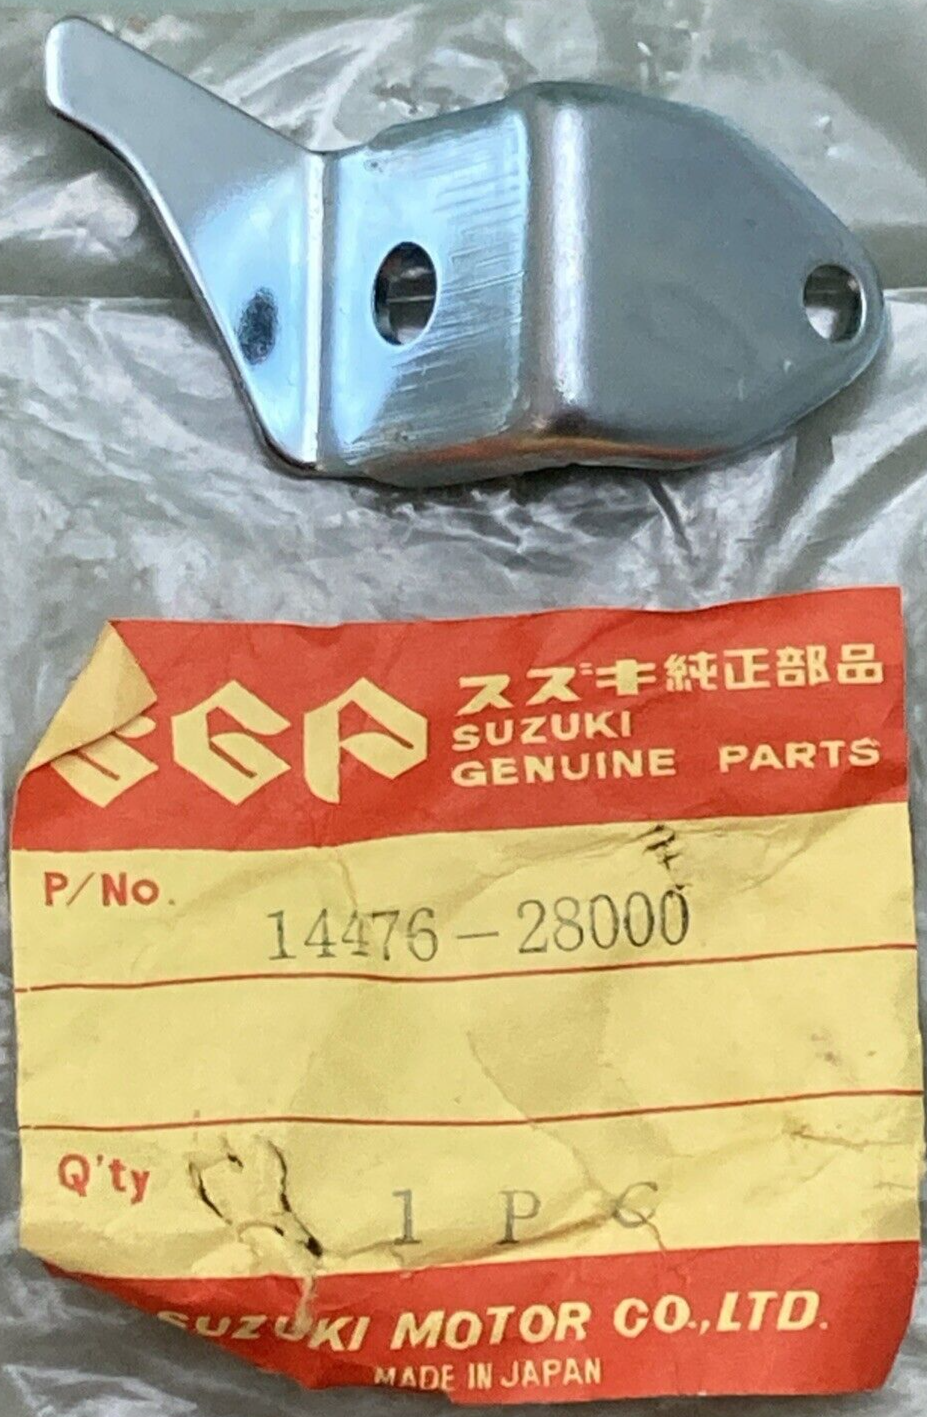 SGP
スズキ純正部品
SUZUKI
GENUINE PARTS
P/No.
14476-28000
Q'ty
1 P C
SUZUKI MOTOR CO.,LTD.
MADE IN JAPAN